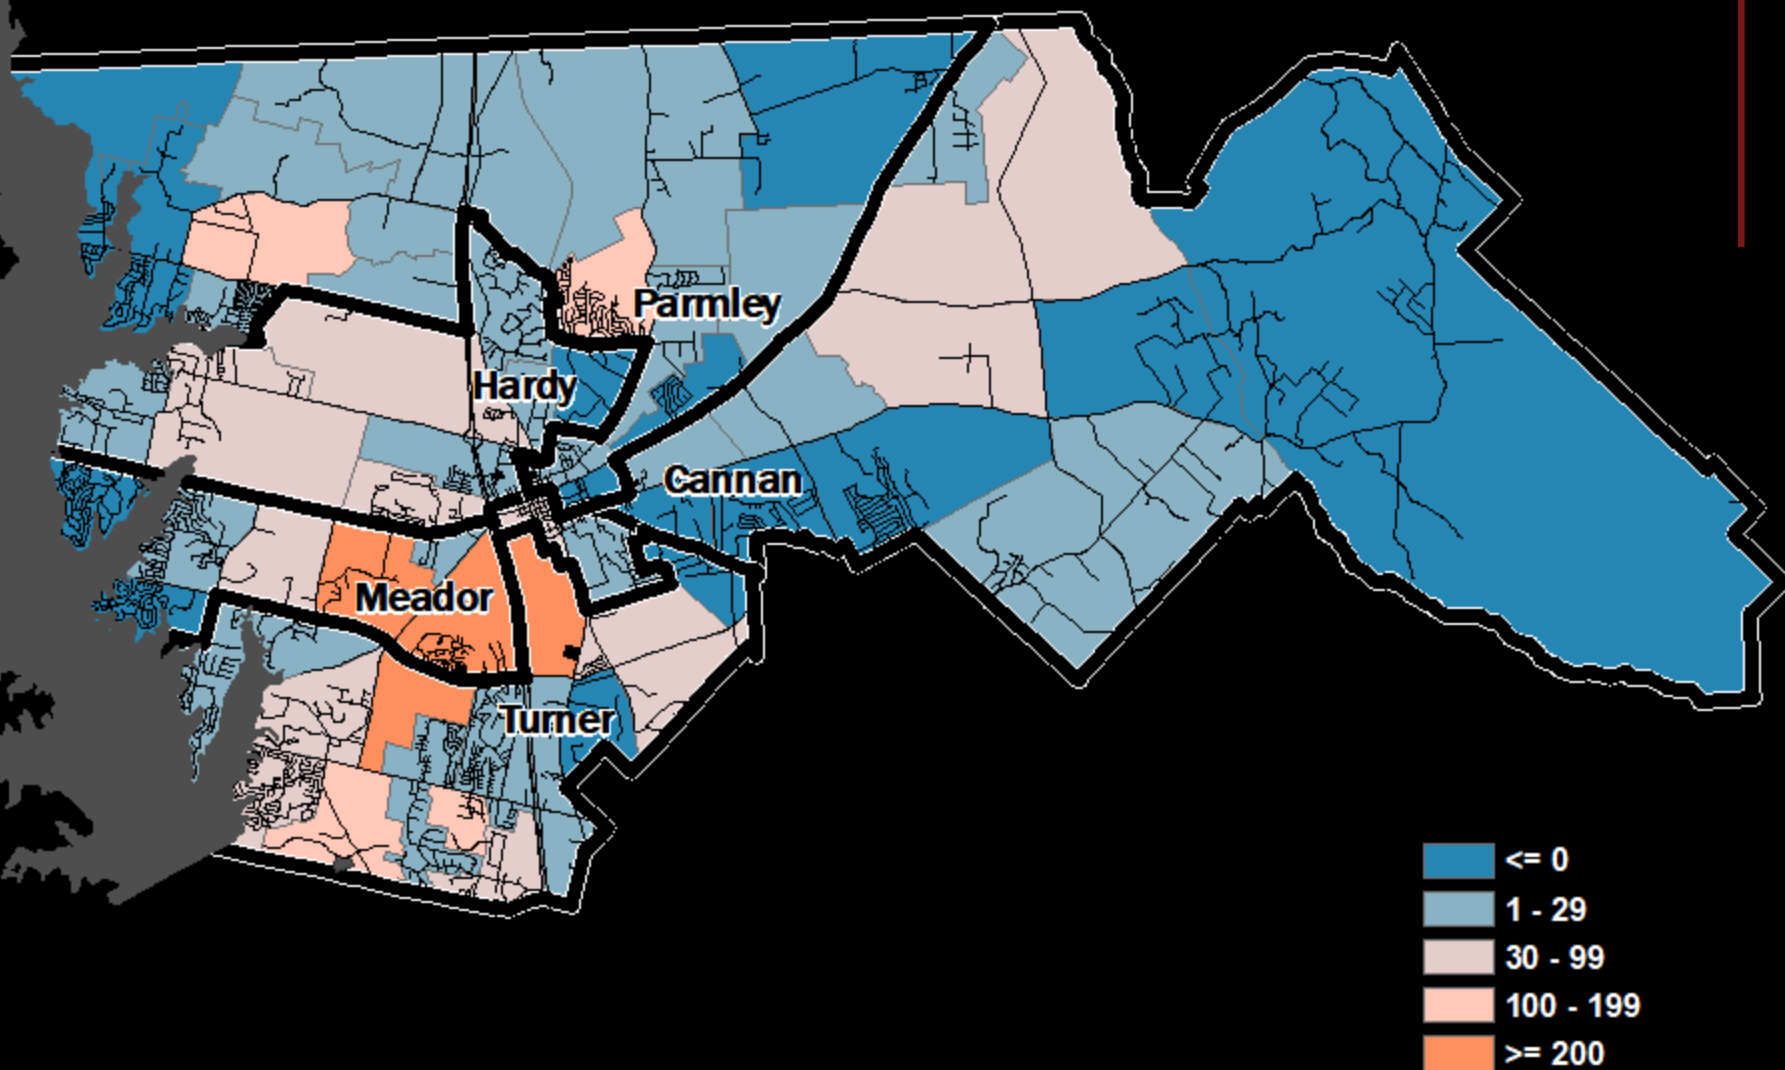 Parmley
Hardy
Cannan
Meador
Turner
<= 0
1 - 29
30 - 99
100 - 199
>= 200